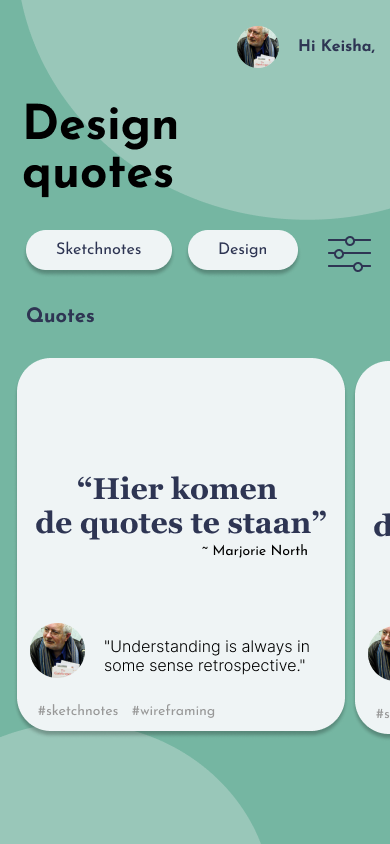 Hi Keisha,
Design
quotes
Sketchnotes
Design
Quotes
“Hier komen
de quotes te staan”
~ Marjorie North
"Understanding is always in
some sense retrospective."
#sketchnotes #wireframing
d
#s